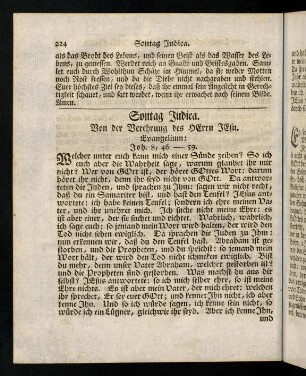 224 Sontag Judica.
als das Brodt des Lebens, und seinen Geist als das Wasser des Le-
bens, zu geniessen. Werdet reich an Gnade und Geistesgaben. Sam-
let euch durch Wohlthun Schätze im Himmel, da sie weder Motten
noch Rost fressen, und da die Diebe nicht nachgraben und stehlen.
Euer höchstes Ziel sey dieses, daß ihr einmal sein Angesicht in Gerech-
tigkeit schauet, und satt werdet, wenn ihr erwachet nach seinem Bilde.
Amen.
Sontag Judica.
Von der Verehrung des HErrn JEsu.
Evangelium:
Joh. 8, 46 — 59.
Welcher unter euch kann mich einer Sünde zeihen? So ich
euch aber die Wahrheit sage, warum glaubet ihr mir
nicht? Wer von GOtt ist, der höret GOttes Wort: darum
höret ihr nicht, denn ihr seyd nicht von GOtt. Da antwor-
teten die Juden, und sprachen zu Ihm: sagen wir nicht recht,
daß du ein Samariter bist, und hast den Teufel? JEsus ant-
wortete: ich habe keinen Teufel; sondern ich ehre meinen Va-
ter, und ihr unehret mich. Ich suche nicht meine Ehre: es
ist aber einer, der sie suchet und richtet. Wahrlich, wahrlich
ich sage euch: so jemand mein Wort wird halten, der wird den
Tod nicht sehen ewiglich. Da sprachen die Juden zu Ihm:
nun erkennen wir, daß du den Teufel hast. Abraham ist ge-
storben, und die Propheten, und du sprichst: so jemand mein
Wort hält, der wird den Tod nicht schmecken ewiglich. Bist
du mehr, denn unser Vater Abraham, welcher gestorben ist?
und die Propheten sind gestorben. Was machst du aus dir
selbst? JEsus antwortete: so ich mich selber ehre, so ist meine
Ehre nichts. Es ist aber mein Vater, der mich ehret: welchen
ihr sprechet, Er sey euer GOtt; und kennet Ihn nicht, ich aber
kenne Ihn. Und so ich würde sagen, ich kenne sein nicht, so
würde ich ein Lügner, gleichwie ihr seyd. Aber ich kenne Ihn,
und